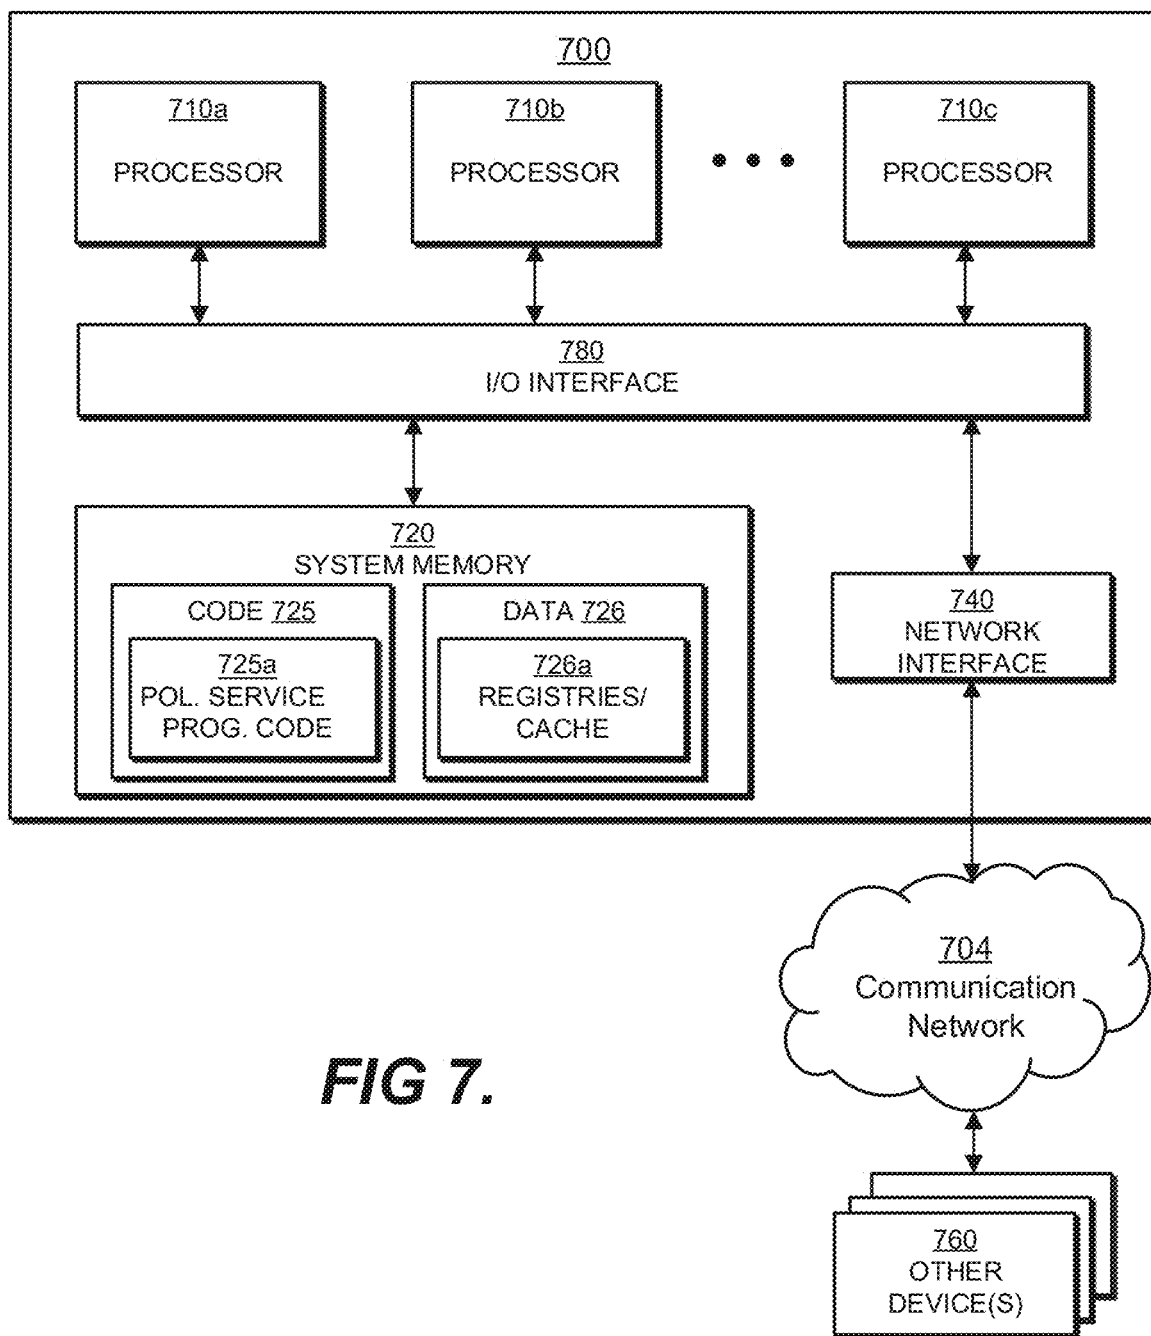 700
710a
PROCESSOR
710b
PROCESSOR
710c
PROCESSOR
780
I/O INTERFACE
720
SYSTEM MEMORY
CODE 725
725a
POL. SERVICE
PROG. CODE
DATA 726
726a
REGISTRIES/
CACHE
740
NETWORK
INTERFACE
704
Communication
Network
FIG 7.
760
OTHER
DEVICE(S)